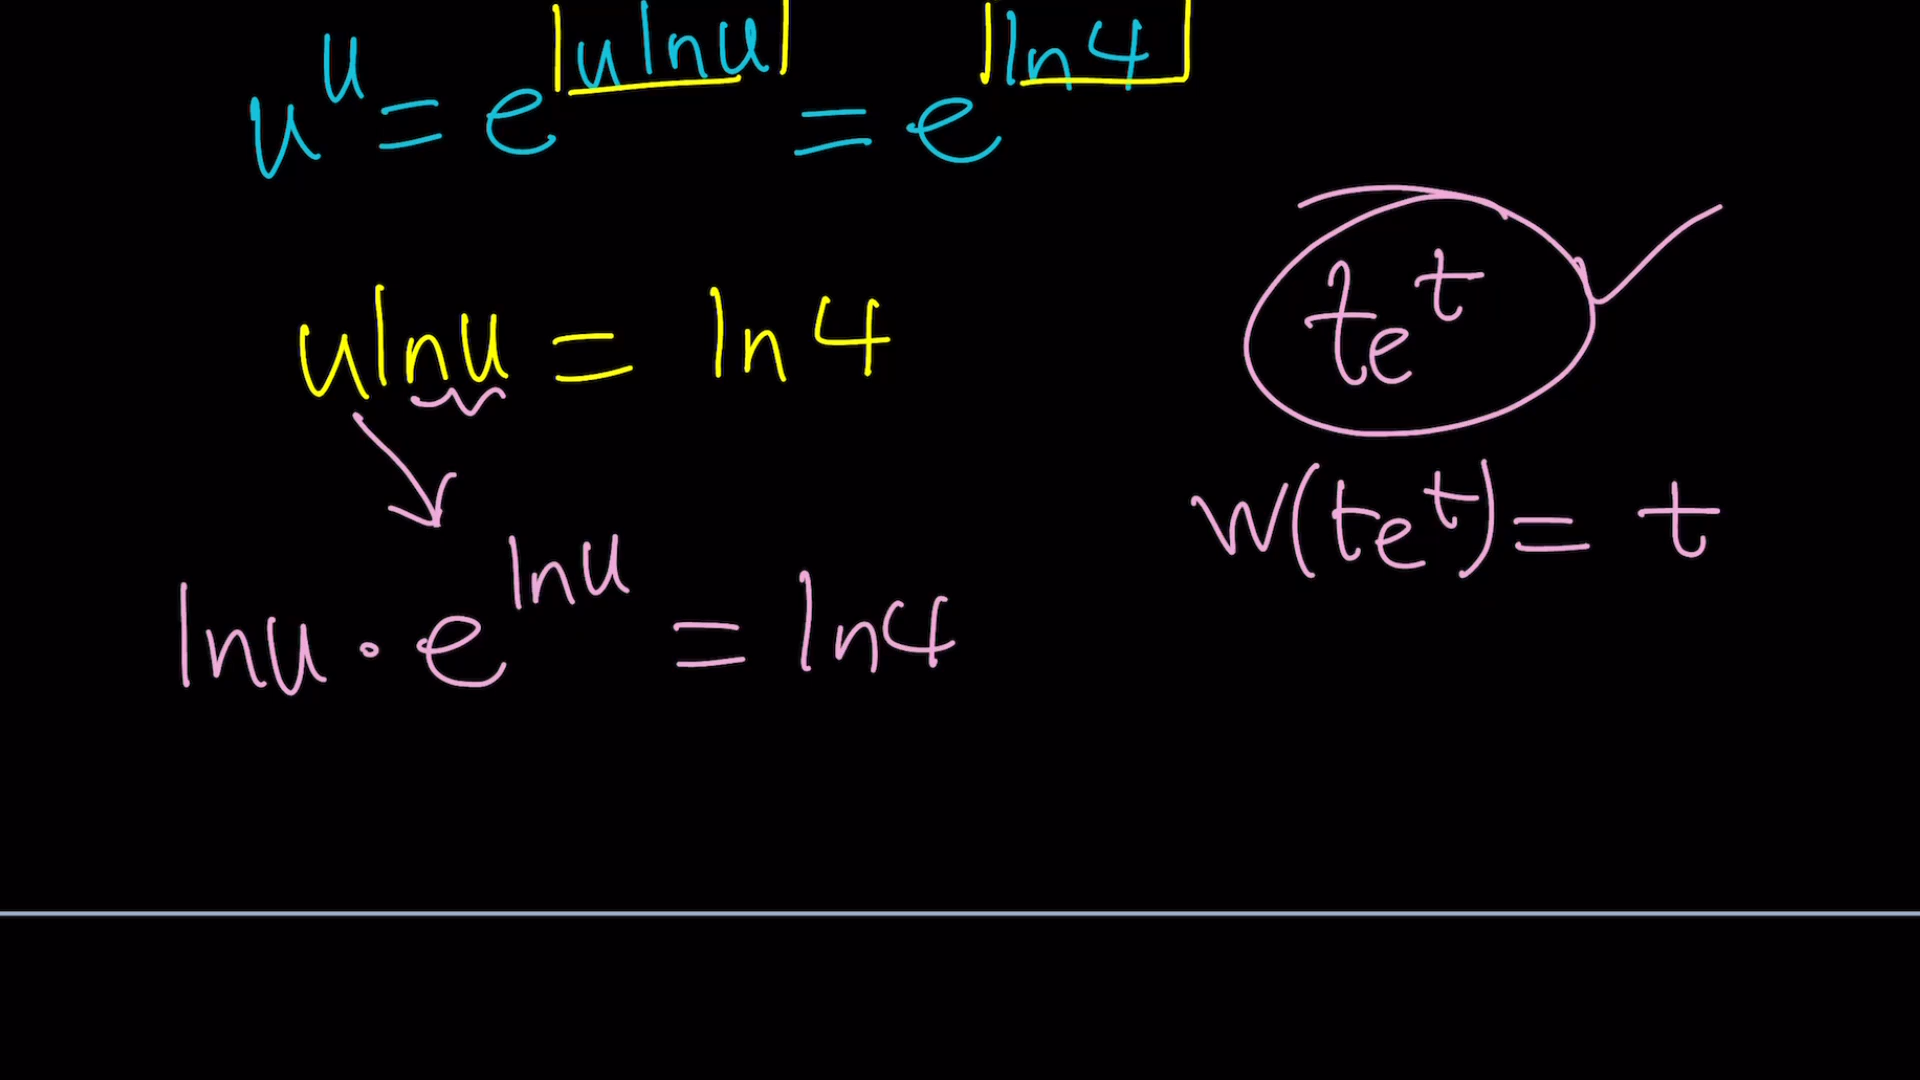 u^u = e^(u ln u) = e^(ln 4)
u ln u = ln 4
te^t
W(te^t) = t
ln u · e^(ln u) = ln 4